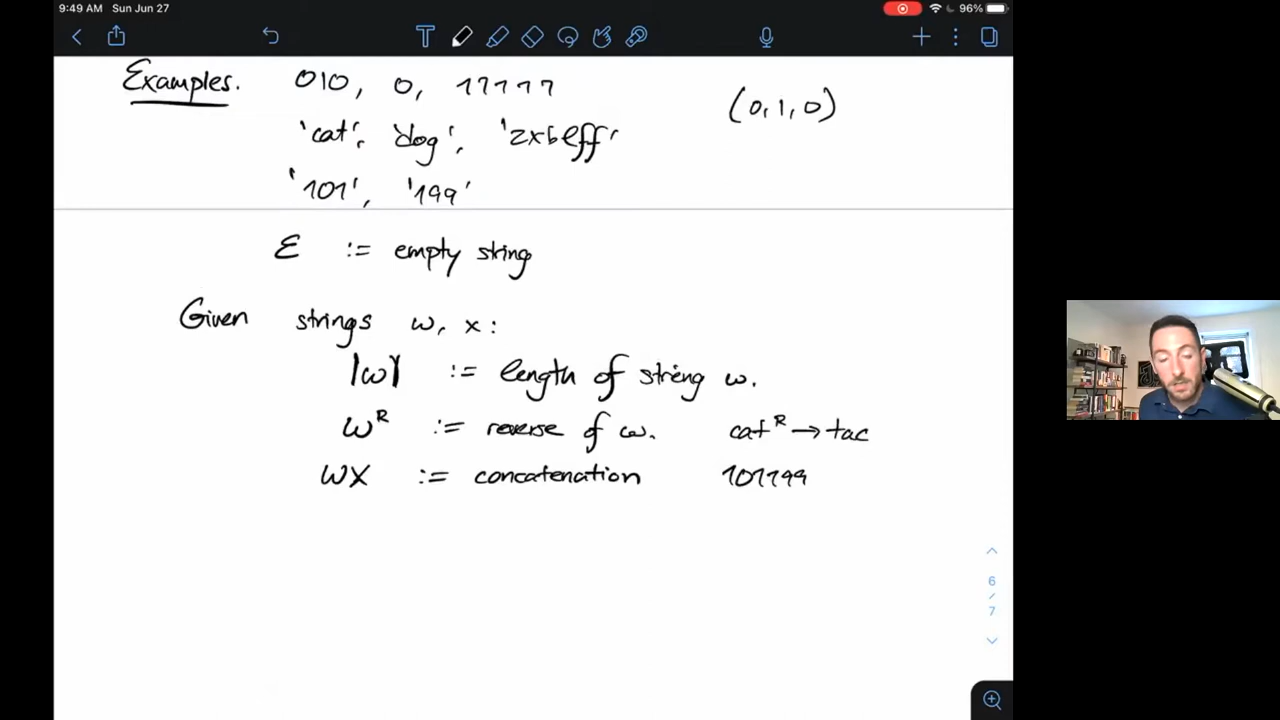 9:49 AM Sun Jun 27 96%
Examples. 010, 0, 11111 (0,1,0)
'cat', 'dog', 'zxbeff'
'101', '199'
ε := empty string
Given strings w, x:
|w| := length of string w.
w^R := reverse of w. cat^R → tac
wx := concatenation 101199
6
/
7